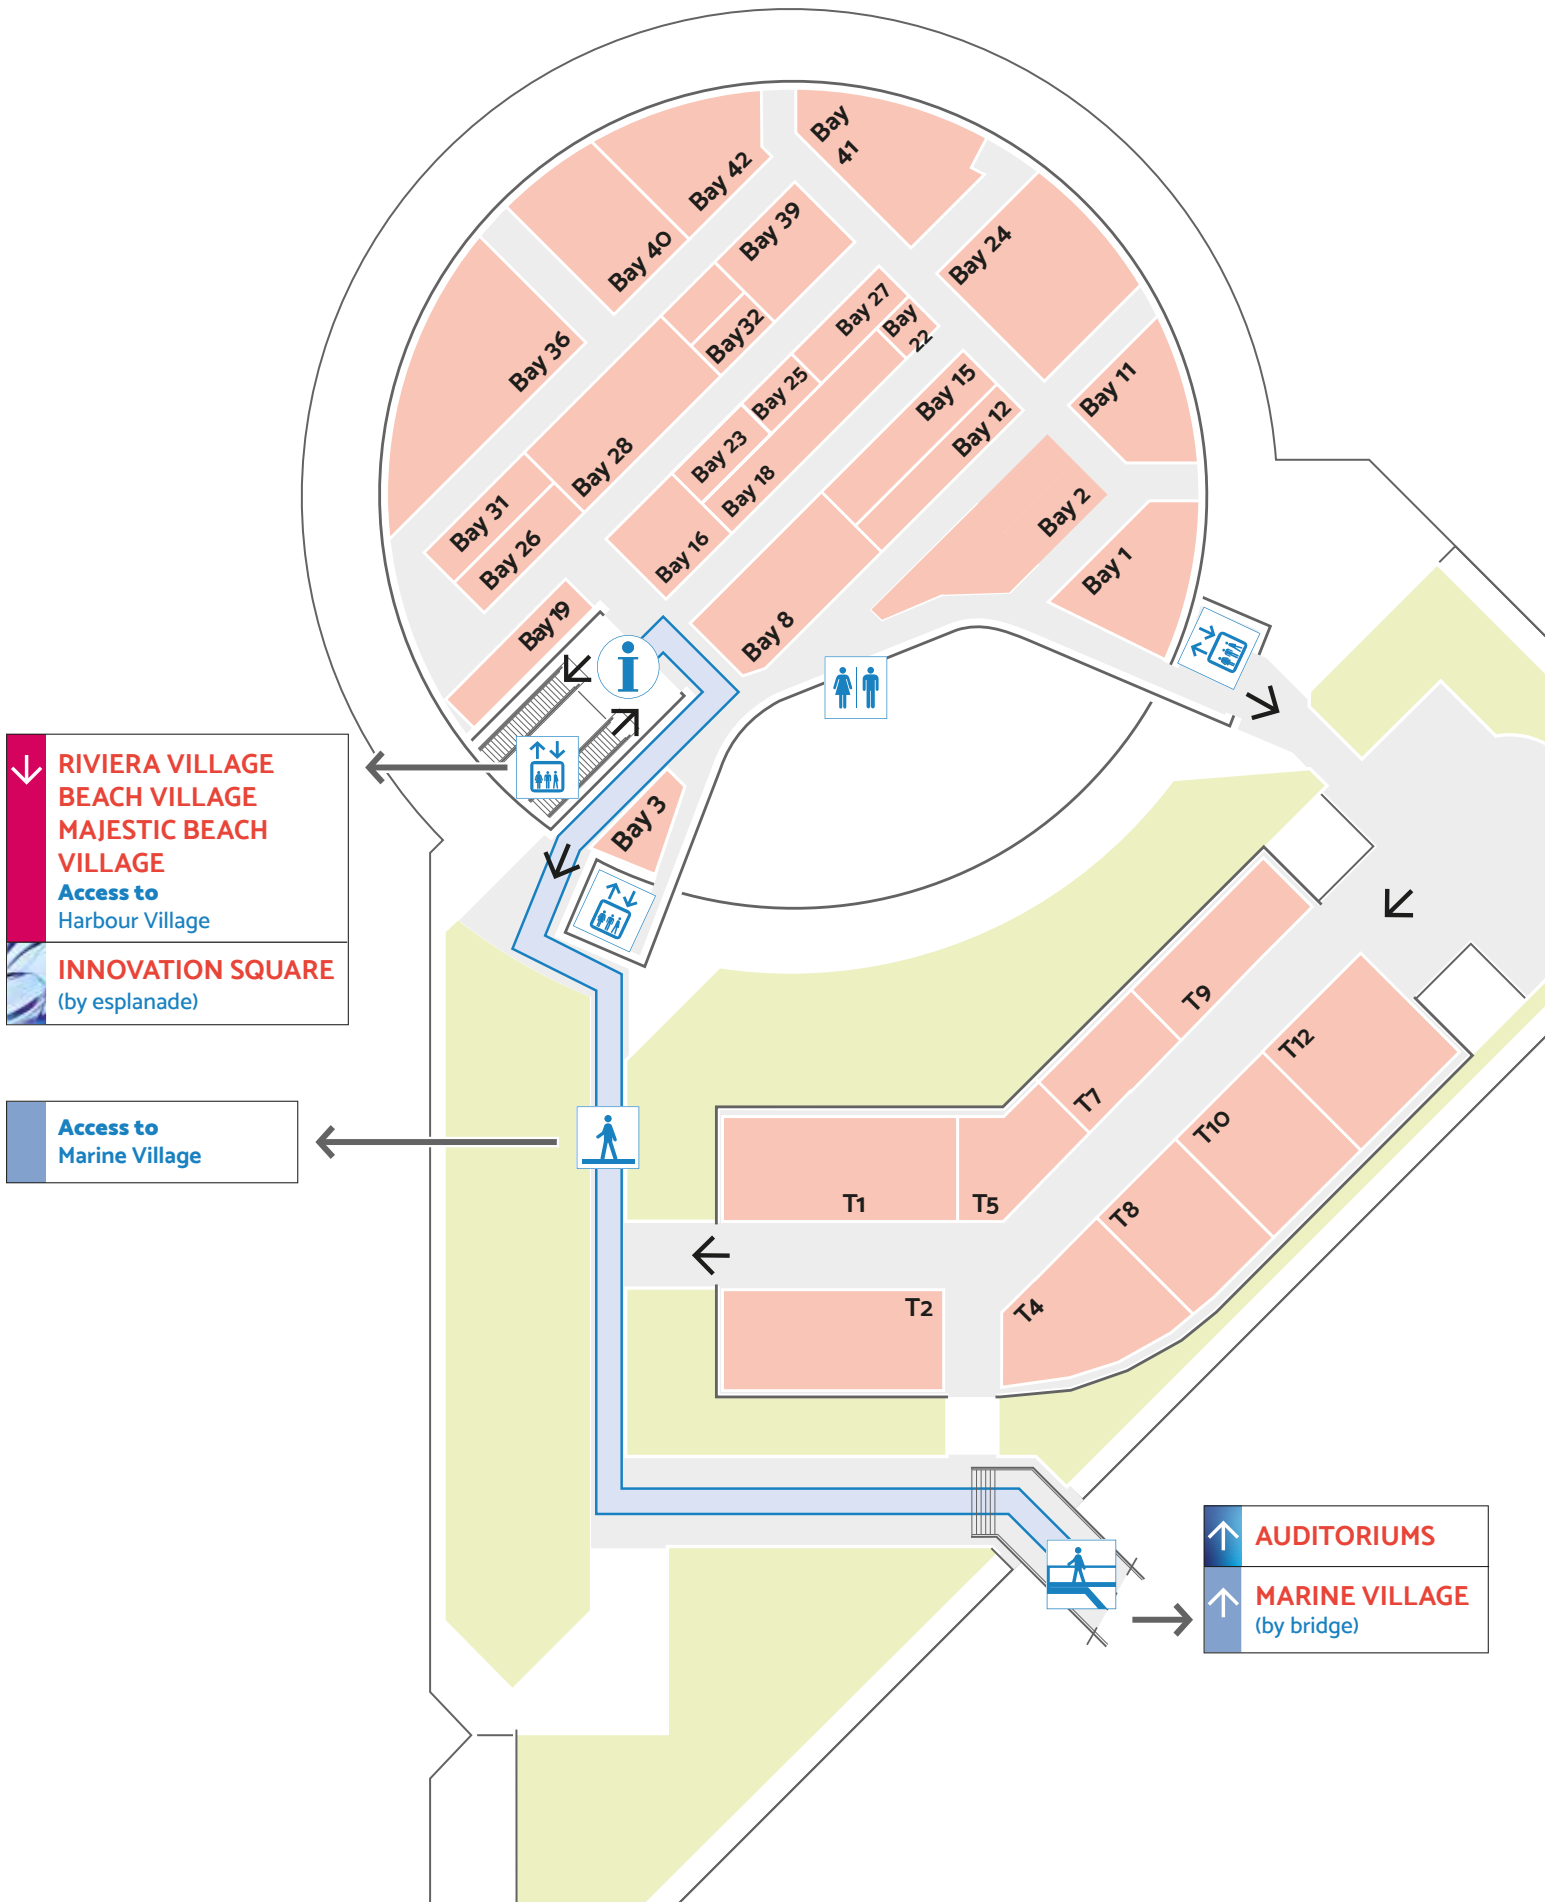 Bay
41
Bay 42
Bay 39
Bay 40
Bay 24
Bay 27
Bay
22
Bay32
Bay 36
Bay 25
Bay 15
Bay 11
Bay 12
Bay 23
Bay 28
Bay 18
Bay 2
Bay 31
Bay 26
Bay 16
Bay 1
Bay19
Bay 8
i
Bay 3
RIVIERA VILLAGE
BEACH VILLAGE
MAJESTIC BEACH
VILLAGE
Access to
Harbour Village
INNOVATION SQUARE
(by esplanade)
Access to
Marine Village
T9
T12
T7
T10
T1
T5
T8
T2
T4
AUDITORIUMS
MARINE VILLAGE
(by bridge)